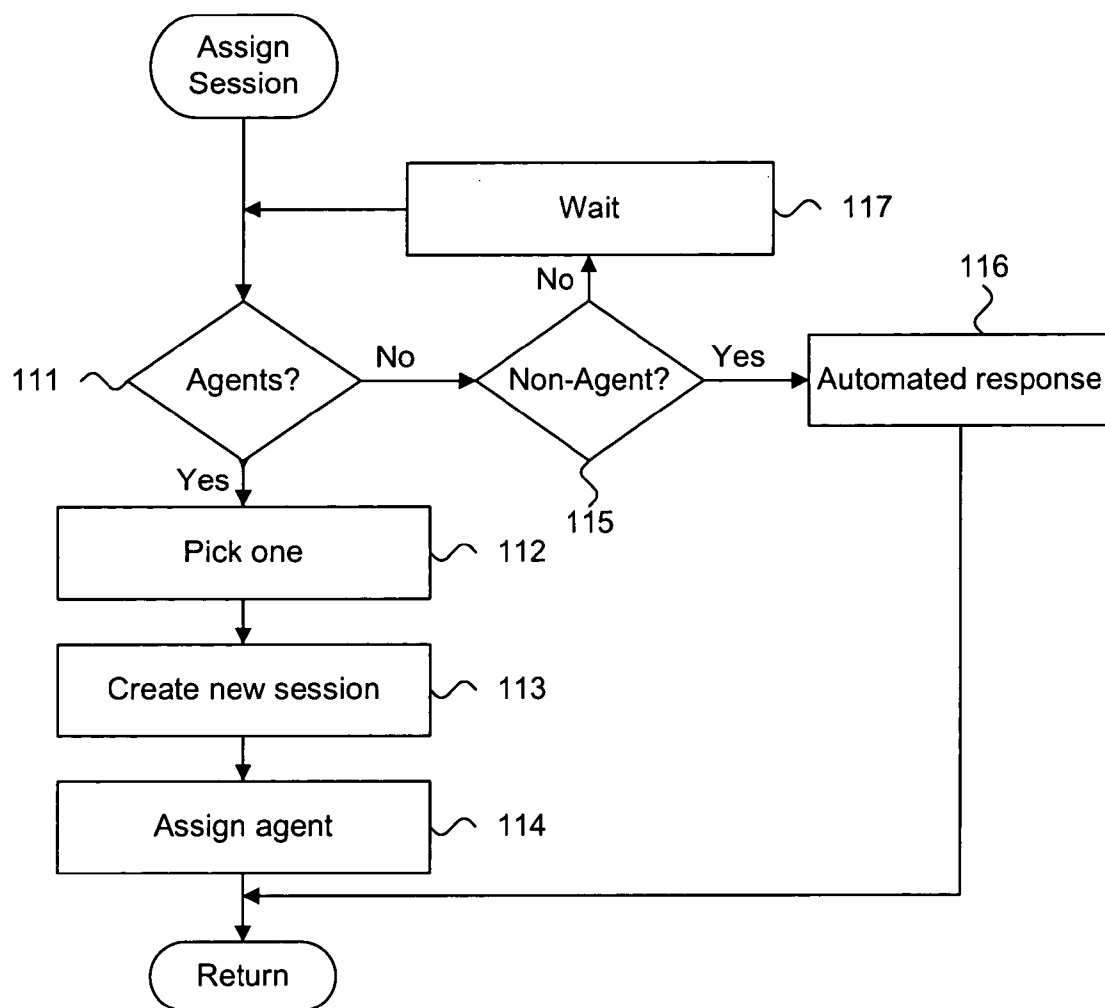 Assign
Session
Wait
117
No
116
111
Agents?
No
Non-Agent?
Yes
Automated response
Yes
115
Pick one
112
Create new session
113
Assign agent
114
Return